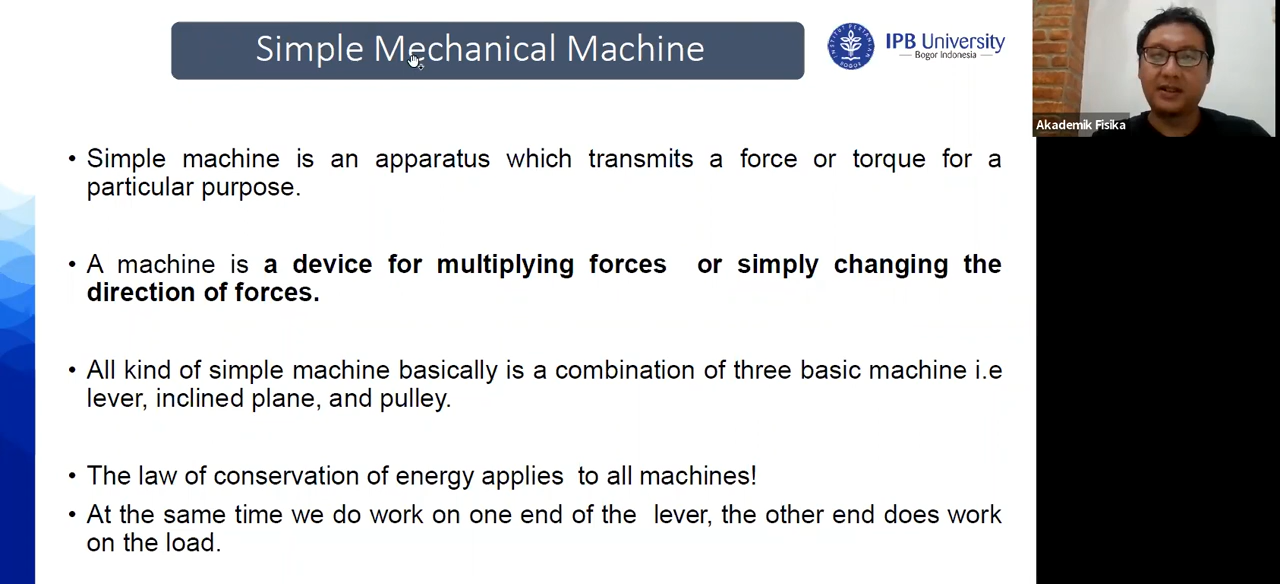 Simple Mechanical Machine
IPB University
Bogor Indonesia
Akademik Fisika
• Simple machine is an apparatus which transmits a force or torque for a
particular purpose.
• A machine is a device for multiplying forces or simply changing the
direction of forces.
• All kind of simple machine basically is a combination of three basic machine i.e
lever, inclined plane, and pulley.
• The law of conservation of energy applies to all machines!
• At the same time we do work on one end of the lever, the other end does work
on the load.